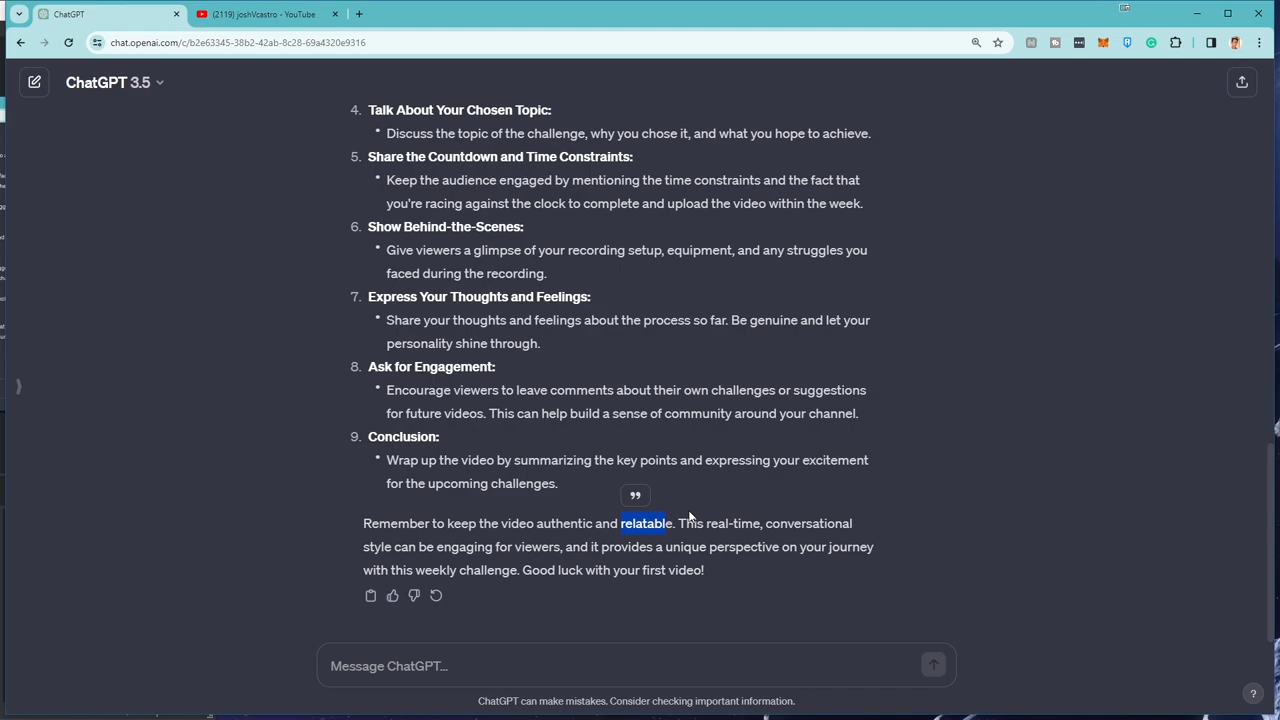 ChatGPT
(2119) joshVcastro - YouTube
chat.openai.com/c/b2e63345-38b2-42ab-8c28-69a4320e9316
ChatGPT 3.5
4. Talk About Your Chosen Topic:
• Discuss the topic of the challenge, why you chose it, and what you hope to achieve.
5. Share the Countdown and Time Constraints:
• Keep the audience engaged by mentioning the time constraints and the fact that
you're racing against the clock to complete and upload the video within the week.
6. Show Behind-the-Scenes:
• Give viewers a glimpse of your recording setup, equipment, and any struggles you
faced during the recording.
7. Express Your Thoughts and Feelings:
• Share your thoughts and feelings about the process so far. Be genuine and let your
personality shine through.
8. Ask for Engagement:
• Encourage viewers to leave comments about their own challenges or suggestions
for future videos. This can help build a sense of community around your channel.
9. Conclusion:
• Wrap up the video by summarizing the key points and expressing your excitement
for the upcoming challenges.
Remember to keep the video authentic and relatable. This real-time, conversational
style can be engaging for viewers, and it provides a unique perspective on your journey
with this weekly challenge. Good luck with your first video!
Message ChatGPT...
ChatGPT can make mistakes. Consider checking important information.
?